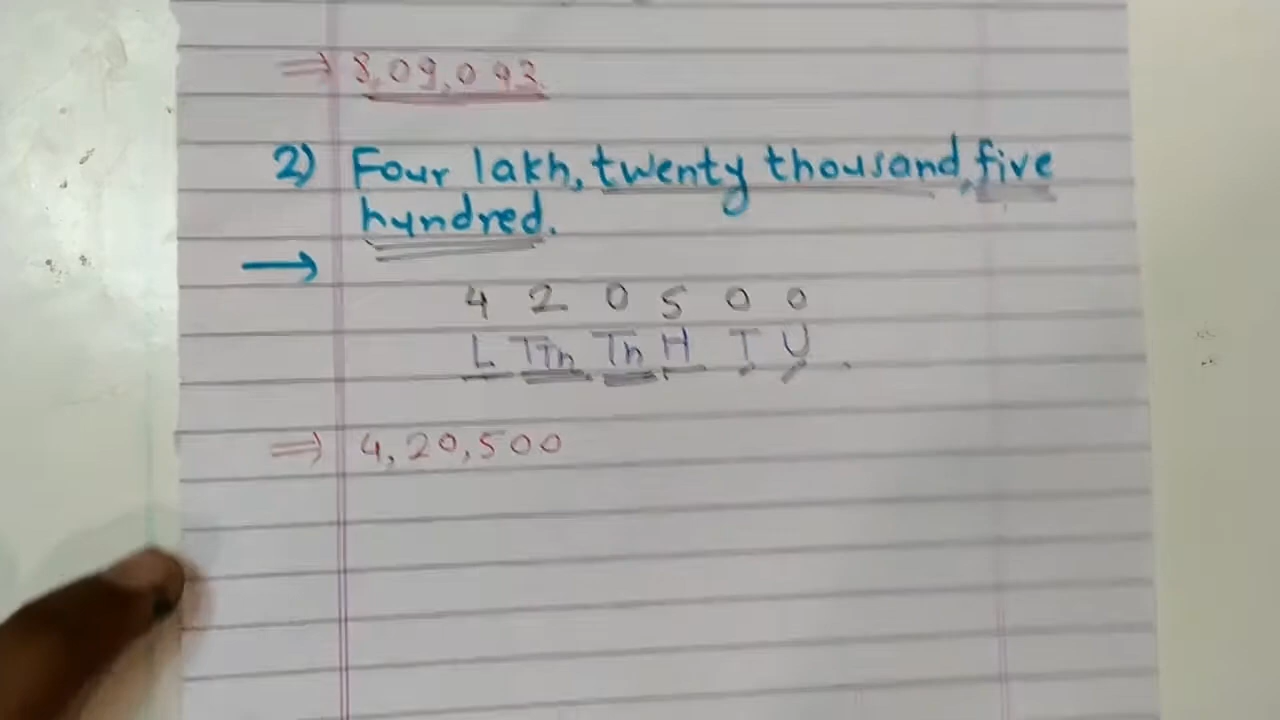 ⇒ 8,09,093.
2) Four lakh, twenty thousand, five
hundred.
→
4 2 0 5 0 0
L TTh Th H T U .
⇒ 4,20,500